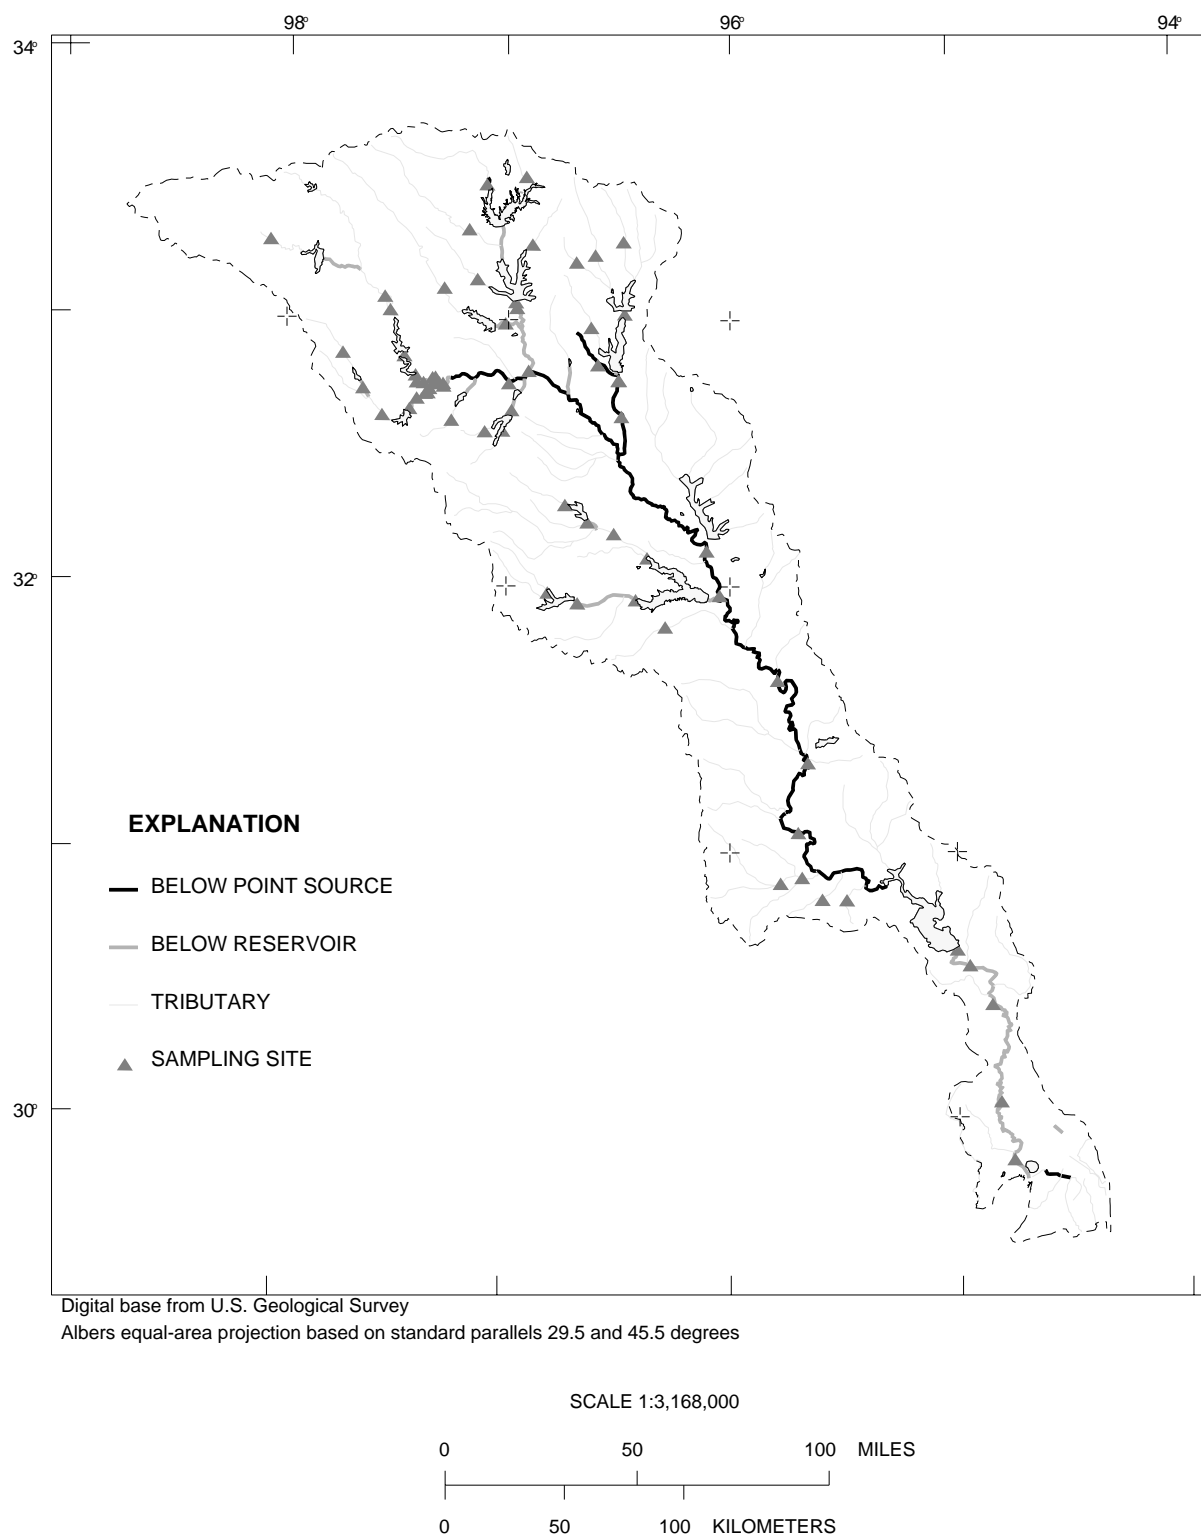 98° 96° 94°
34°
32°
EXPLANATION
BELOW POINT SOURCE
BELOW RESERVOIR
TRIBUTARY
SAMPLING SITE
30°
Digital base from U.S. Geological Survey
Albers equal-area projection based on standard parallels 29.5 and 45.5 degrees
SCALE 1:3,168,000
0 50 100 MILES
0 50 100 KILOMETERS